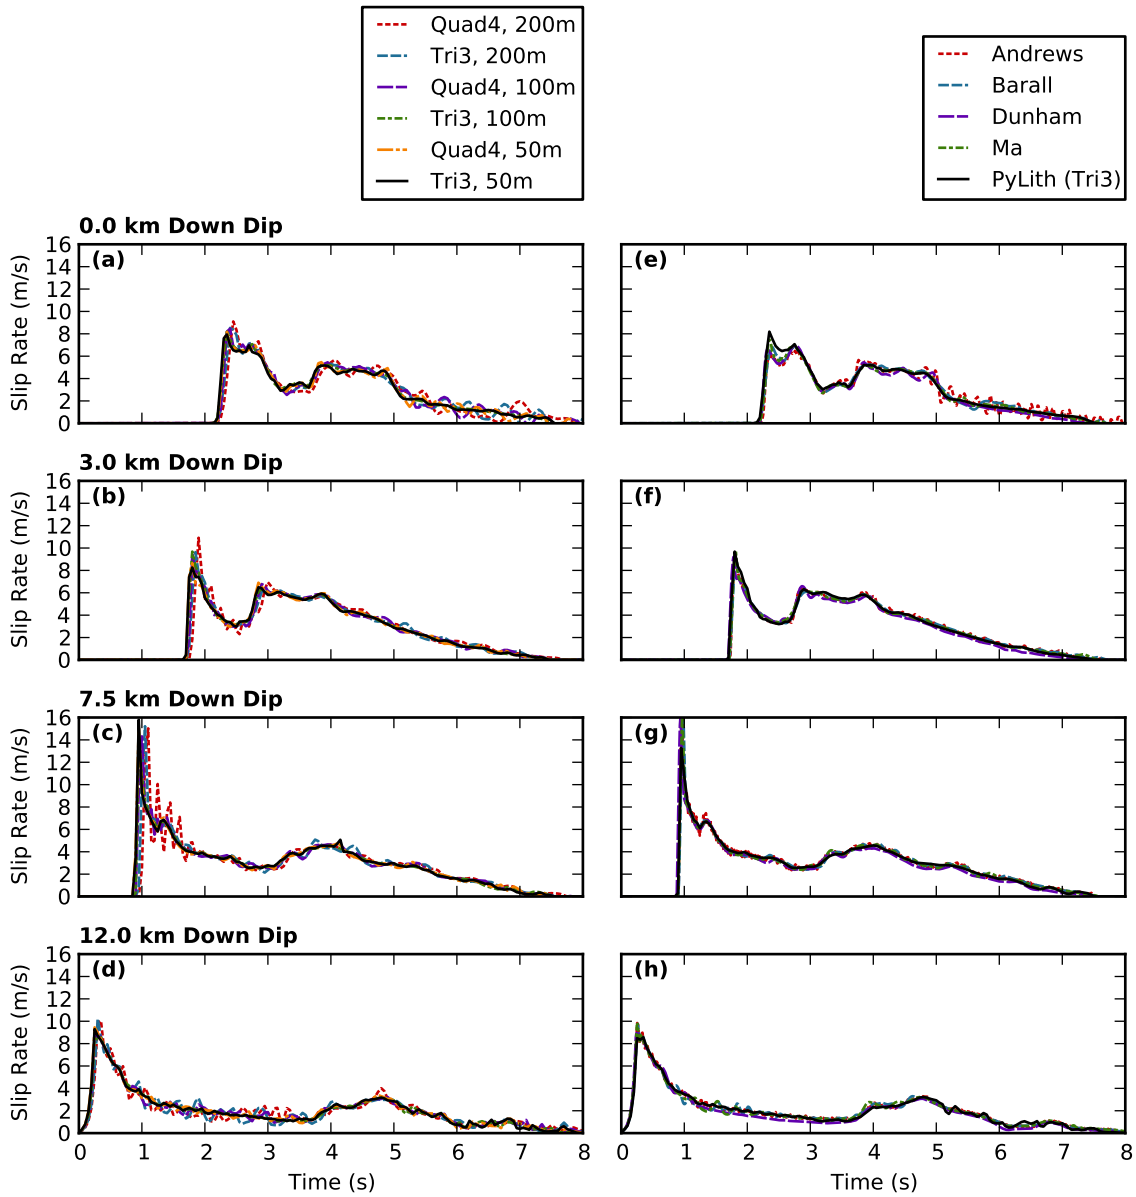 Quad4, 200m
Tri3, 200m
Quad4, 100m
Tri3, 100m
Quad4, 50m
Tri3, 50m
Andrews
Barall
Dunham
Ma
PyLith (Tri3)
0.0 km Down Dip
(a)
(e)
Slip Rate (m/s)
16
14
12
10
8
6
4
2
0
3.0 km Down Dip
(b)
(f)
Slip Rate (m/s)
16
14
12
10
8
6
4
2
0
7.5 km Down Dip
(c)
(g)
Slip Rate (m/s)
16
14
12
10
8
6
4
2
0
12.0 km Down Dip
(d)
(h)
Slip Rate (m/s)
16
14
12
10
8
6
4
2
0
0 1 2 3 4 5 6 7 8
0 1 2 3 4 5 6 7 8
Time (s)
Time (s)